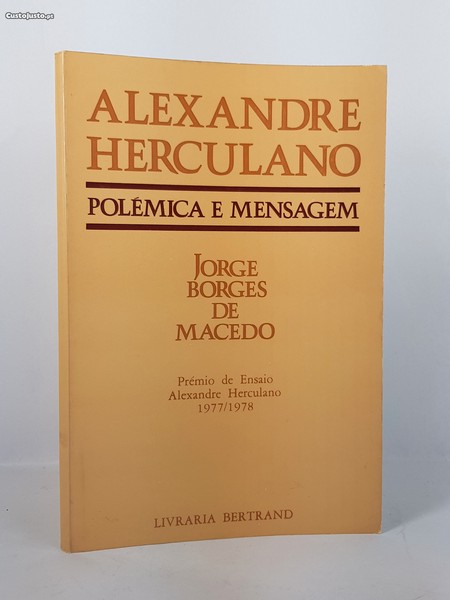 CustoJusto.pt
ALEXANDRE
HERCULANO
POLÉMICA E MENSAGEM
JORGE
BORGES
DE
MACEDO
Prémio de Ensaio
Alexandre Herculano
1977/1978
LIVRARIA BERTRAND